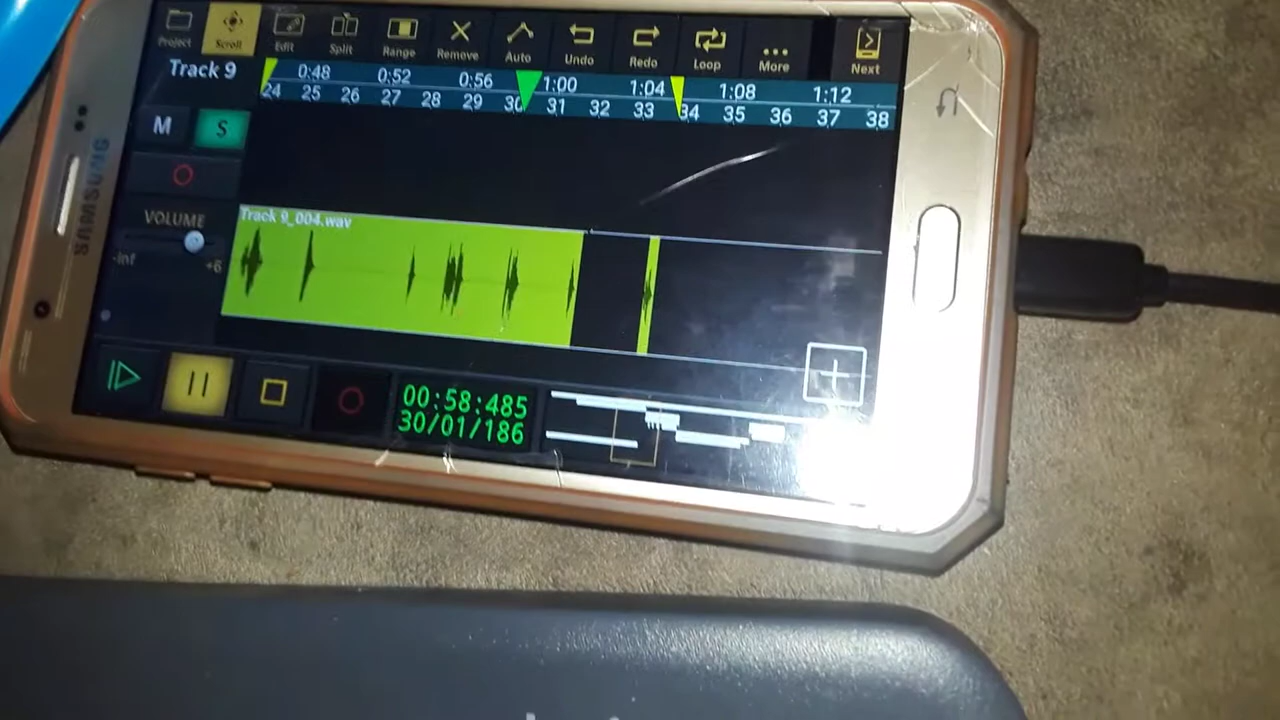 Project Scroll Edit Split Range Remove Auto Undo Redo Loop More Next
Track 9
0:48 0:52 0:56 1:00 1:04 1:08 1:12
24 25 26 27 28 29 30 31 32 33 34 35 36 37 38
M S
SAMSUNG
VOLUME
-inf +6
Track 9_004.wav
00:58:485
30/01/186